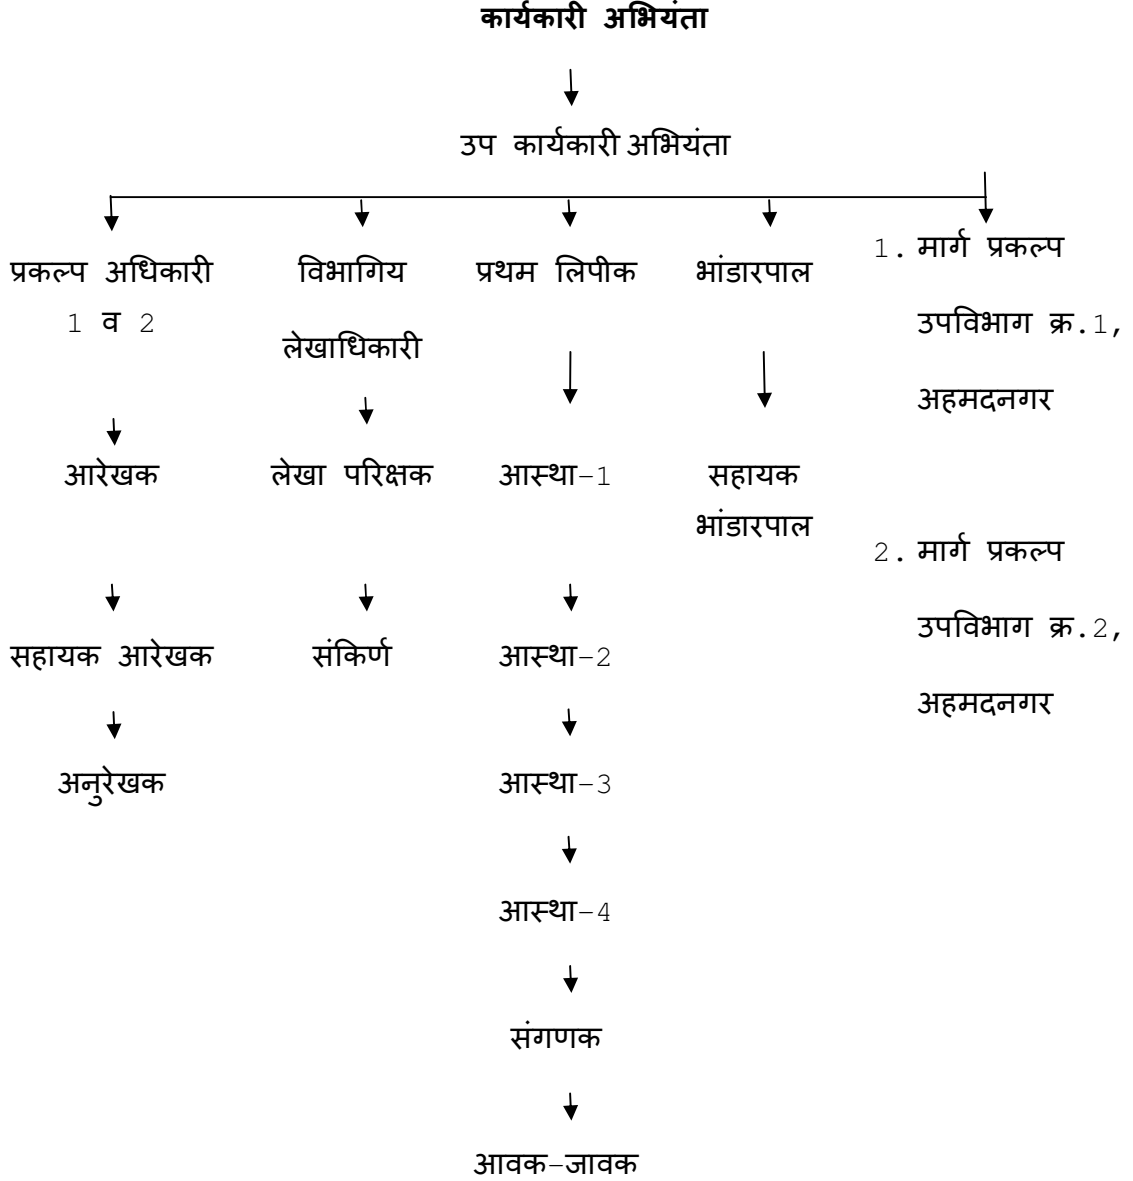 कार्यकारी अभियंता
उप कार्यकारी अभियंता
प्रकल्प अधिकारी
1 व 2
विभागिय
लेखाधिकारी
प्रथम लिपीक
भांडारपाल
1. मार्ग प्रकल्प
उपविभाग क्र.1,
अहमदनगर
आरेखक
लेखा परिक्षक
आस्था-1
सहायक
भांडारपाल
2. मार्ग प्रकल्प
उपविभाग क्र.2,
अहमदनगर
सहायक आरेखक
संकिर्ण
आस्था-2
अनुरेखक
आस्था-3
आस्था-4
संगणक
आवक-जावक